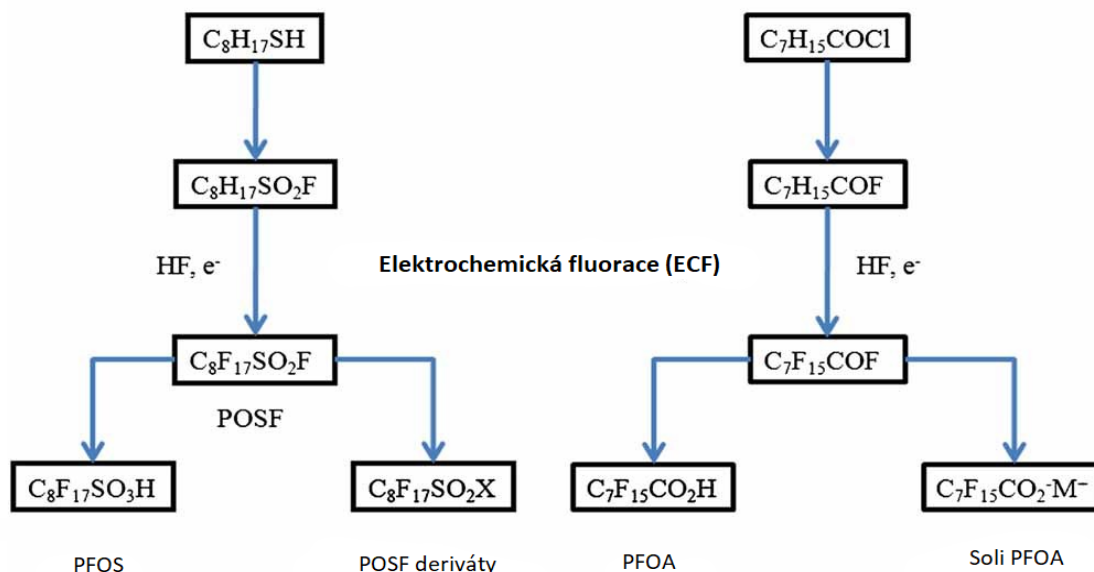 C₈H₁₇SH
C₇H₁₅COCl
C₈H₁₇SO₂F
C₇H₁₅COF
HF, e⁻
Elektrochemická fluorace (ECF)
HF, e⁻
C₈F₁₇SO₂F
C₇F₁₅COF
POSF
C₈F₁₇SO₃H
C₈F₁₇SO₂X
C₇F₁₅CO₂H
C₇F₁₅CO₂⁻M⁻
PFOS
POSF deriváty
PFOA
Soli PFOA